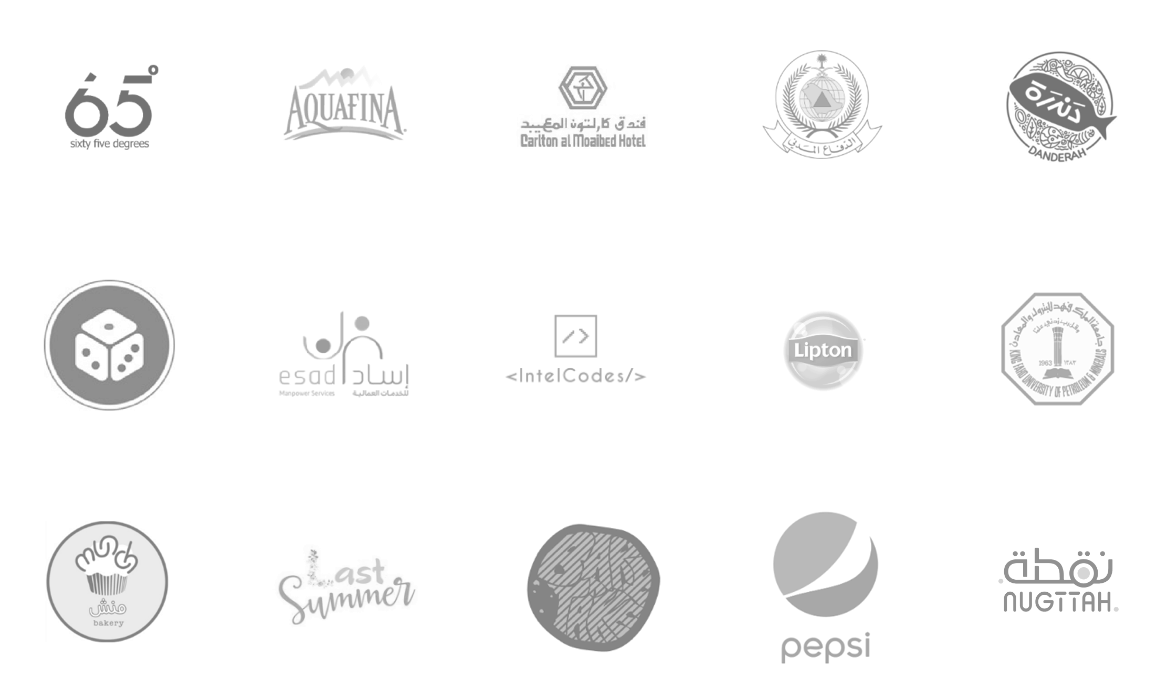 65°
sixty five degrees
AQUAFINA
فندق كارلتون المعيبد
Carlton al Moaibed Hotel
الدفاع المدني
دندرة
DANDERAH
esad إساد
Manpower Services للخدمات العمالية
</>
<IntelCodes/>
Lipton
جامعة الملك فهد للبترول والمعادن
1963 ١٣٨٣
KING FAHD UNIVERSITY OF PETROLEUM & MINERALS
munch
منش
bakery
Last
Summer
pepsi
نقطة
NUGTTAH